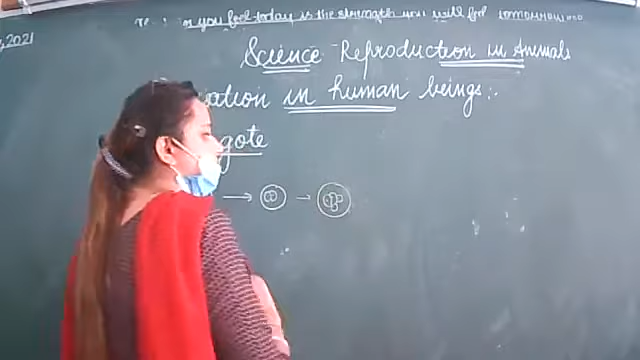 you feel today is the strength you will feel tomorrow...
2021
Science Reproduction in Animals
ation in human beings:.
gote